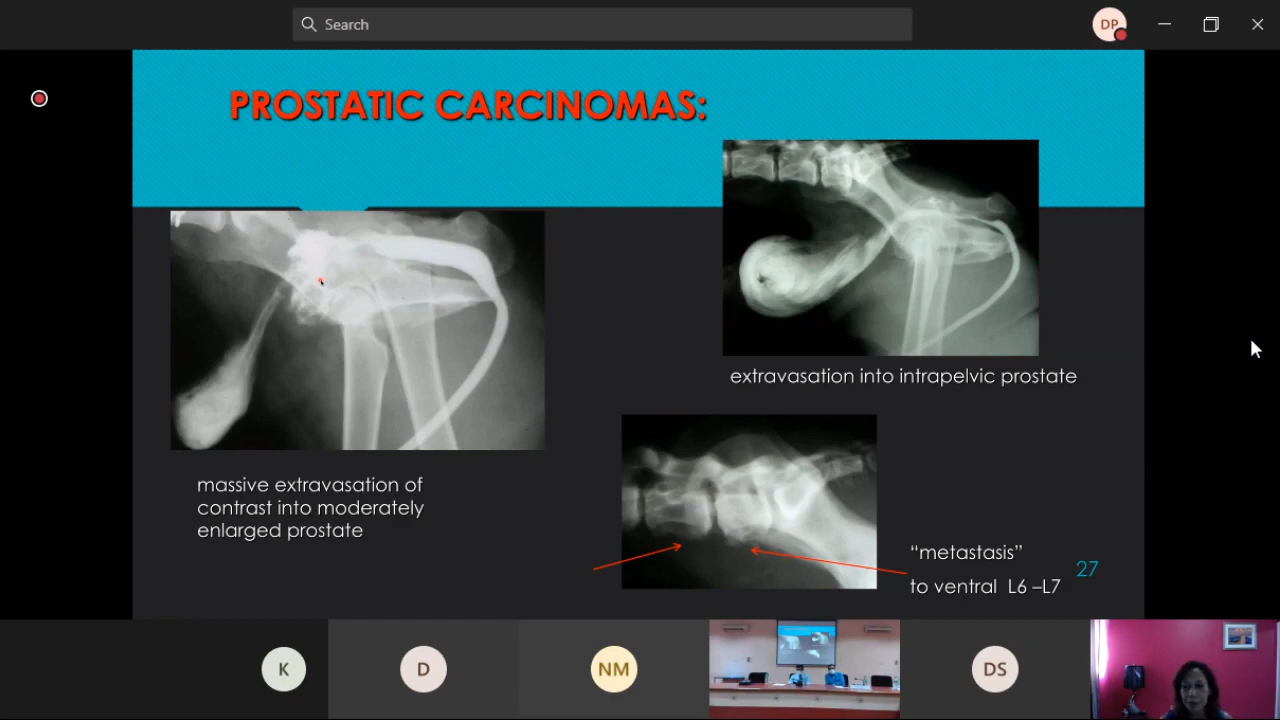 Search
DP
PROSTATIC CARCINOMAS:
extravasation into intrapelvic prostate
massive extravasation of
contrast into moderately
enlarged prostate
“metastasis”
27
to ventral L6 –L7
K
D
NM
DS